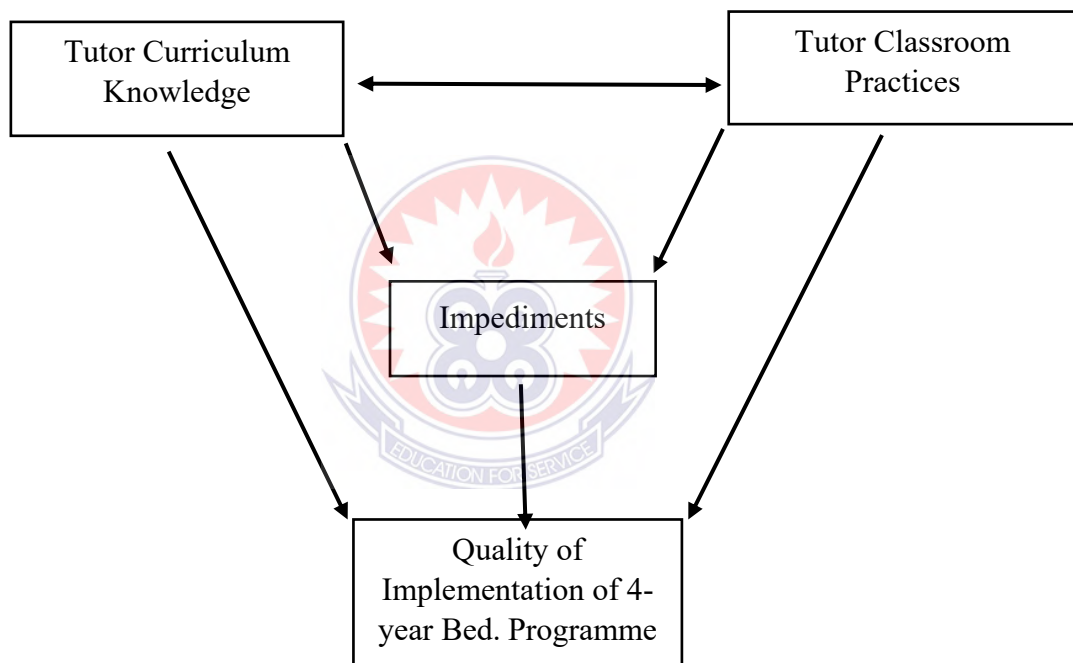 Tutor Curriculum
Knowledge
Tutor Classroom
Practices
Impediments
EDUCATION FOR SERVICE
Quality of
Implementation of 4-
year Bed. Programme